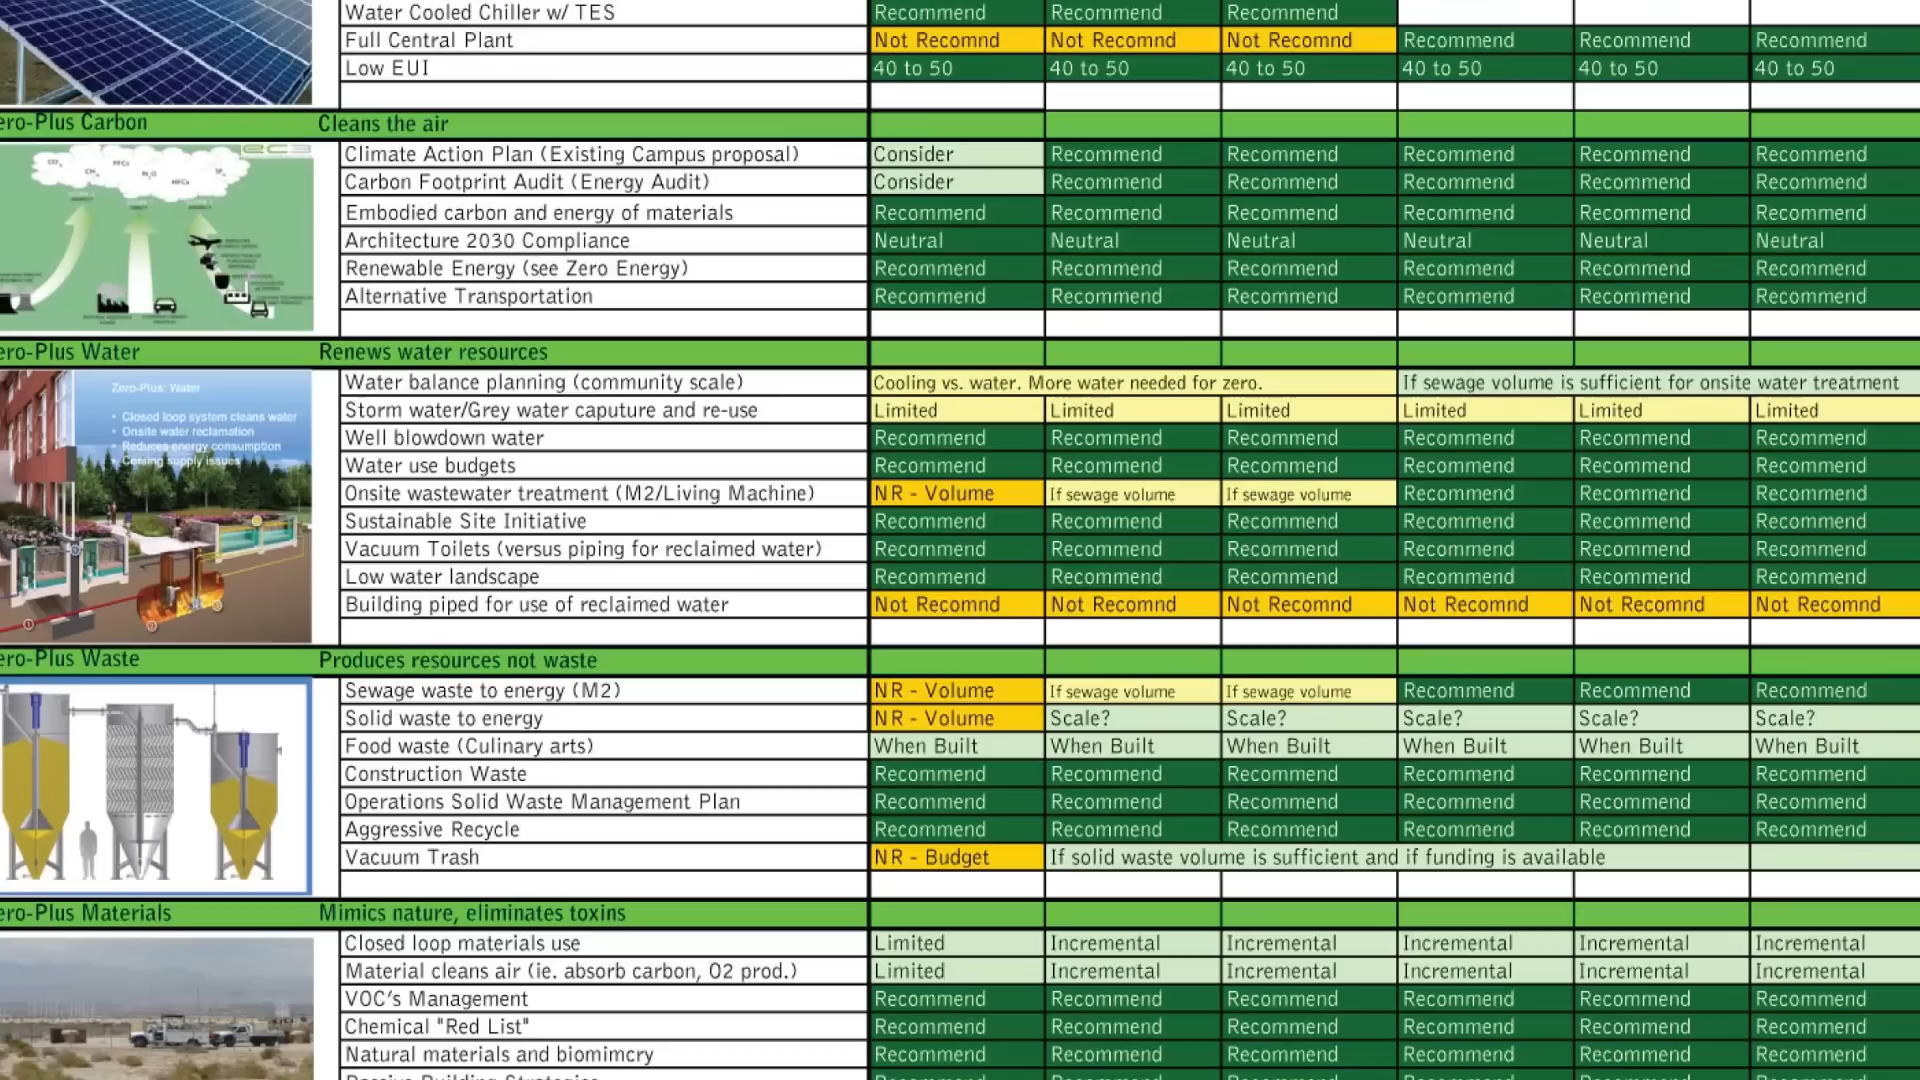 Water Cooled Chiller w/ TES Recommend Recommend Recommend
Full Central Plant Not Recomnd Not Recomnd Not Recomnd Recommend Recommend Recommend
Low EUI 40 to 50 40 to 50 40 to 50 40 to 50 40 to 50 40 to 50
ero-Plus Carbon Cleans the air
Climate Action Plan (Existing Campus proposal) Consider Recommend Recommend Recommend Recommend Recommend
Carbon Footprint Audit (Energy Audit) Consider Recommend Recommend Recommend Recommend Recommend
Embodied carbon and energy of materials Recommend Recommend Recommend Recommend Recommend Recommend
Architecture 2030 Compliance Neutral Neutral Neutral Neutral Neutral Neutral
Renewable Energy (see Zero Energy) Recommend Recommend Recommend Recommend Recommend Recommend
Alternative Transportation Recommend Recommend Recommend Recommend Recommend Recommend
ero-Plus Water Renews water resources
Zero-Plus: Water
• Closed loop system cleans water
• Onsite water reclamation
• Reduces energy consumption
• Coming supply issues
Water balance planning (community scale) Cooling vs. water. More water needed for zero. If sewage volume is sufficient for onsite water treatment
Storm water/Grey water caputure and re-use Limited Limited Limited Limited Limited Limited
Well blowdown water Recommend Recommend Recommend Recommend Recommend Recommend
Water use budgets Recommend Recommend Recommend Recommend Recommend Recommend
Onsite wastewater treatment (M2/Living Machine) NR - Volume If sewage volume If sewage volume Recommend Recommend Recommend
Sustainable Site Initiative Recommend Recommend Recommend Recommend Recommend Recommend
Vacuum Toilets (versus piping for reclaimed water) Recommend Recommend Recommend Recommend Recommend Recommend
Low water landscape Recommend Recommend Recommend Recommend Recommend Recommend
Building piped for use of reclaimed water Not Recomnd Not Recomnd Not Recomnd Not Recomnd Not Recomnd Not Recomnd
ero-Plus Waste Produces resources not waste
Sewage waste to energy (M2) NR - Volume If sewage volume If sewage volume Recommend Recommend Recommend
Solid waste to energy NR - Volume Scale? Scale? Scale? Scale? Scale?
Food waste (Culinary arts) When Built When Built When Built When Built When Built When Built
Construction Waste Recommend Recommend Recommend Recommend Recommend Recommend
Operations Solid Waste Management Plan Recommend Recommend Recommend Recommend Recommend Recommend
Aggressive Recycle Recommend Recommend Recommend Recommend Recommend Recommend
Vacuum Trash NR - Budget If solid waste volume is sufficient and if funding is available
ero-Plus Materials Mimics nature, eliminates toxins
Closed loop materials use Limited Incremental Incremental Incremental Incremental Incremental
Material cleans air (ie. absorb carbon, O2 prod.) Limited Incremental Incremental Incremental Incremental Incremental
VOC's Management Recommend Recommend Recommend Recommend Recommend Recommend
Chemical "Red List" Recommend Recommend Recommend Recommend Recommend Recommend
Natural materials and biomimcry Recommend Recommend Recommend Recommend Recommend Recommend